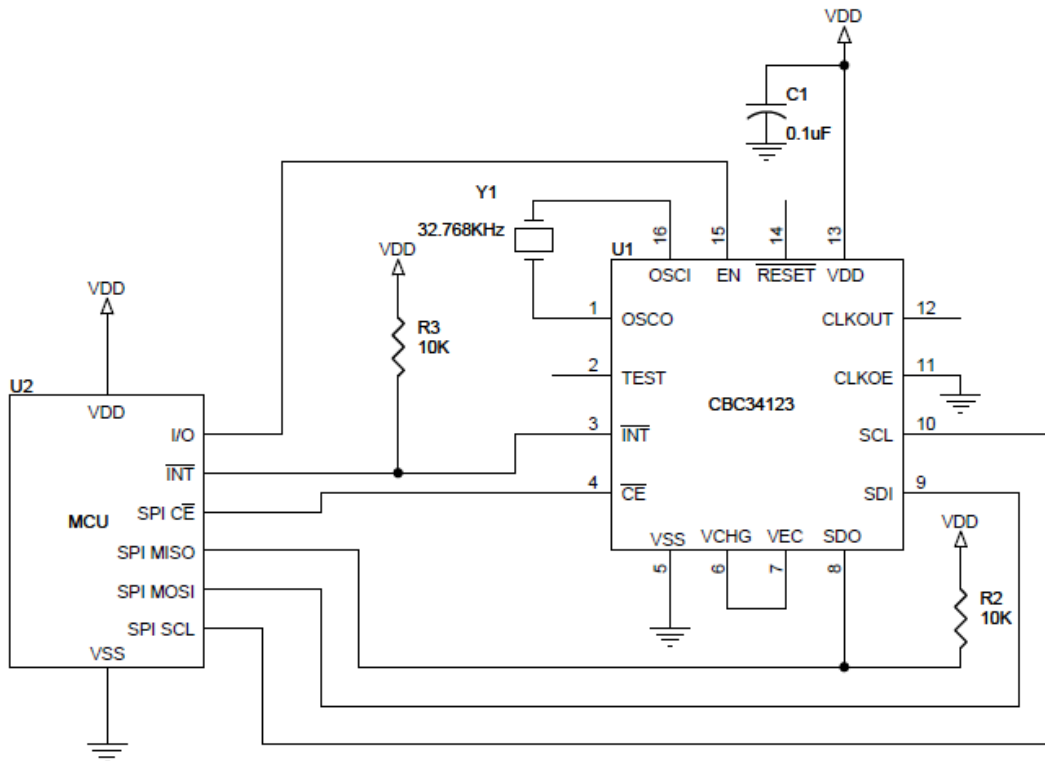 VDD
C1
0.1uF
Y1
32.768KHz
VDD
R3
10K
VDD
U2
VDD
I/O
INT
SPI CE
MCU
SPI MISO
SPI MOSI
SPI SCL
VSS
U1
16
15
14
13
OSCI
EN
RESET
VDD
1
OSCO
CLKOUT
12
2
TEST
CLKOE
11
CBC34123
3
INT
SCL
10
4
CE
SDI
9
VSS
VCHG
VEC
SDO
5
6
7
8
VDD
R2
10K